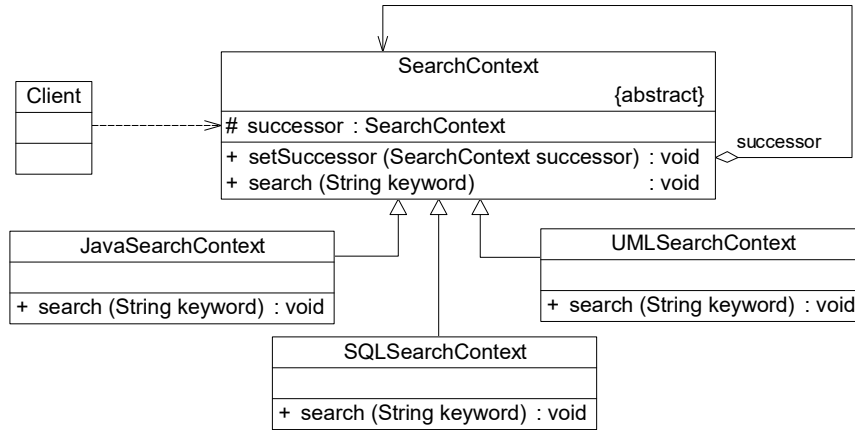 SearchContext
{abstract}
Client
# successor : SearchContext
successor
+ setSuccessor (SearchContext successor) : void
+ search (String keyword) : void
JavaSearchContext
UMLSearchContext
+ search (String keyword) : void
+ search (String keyword) : void
SQLSearchContext
+ search (String keyword) : void